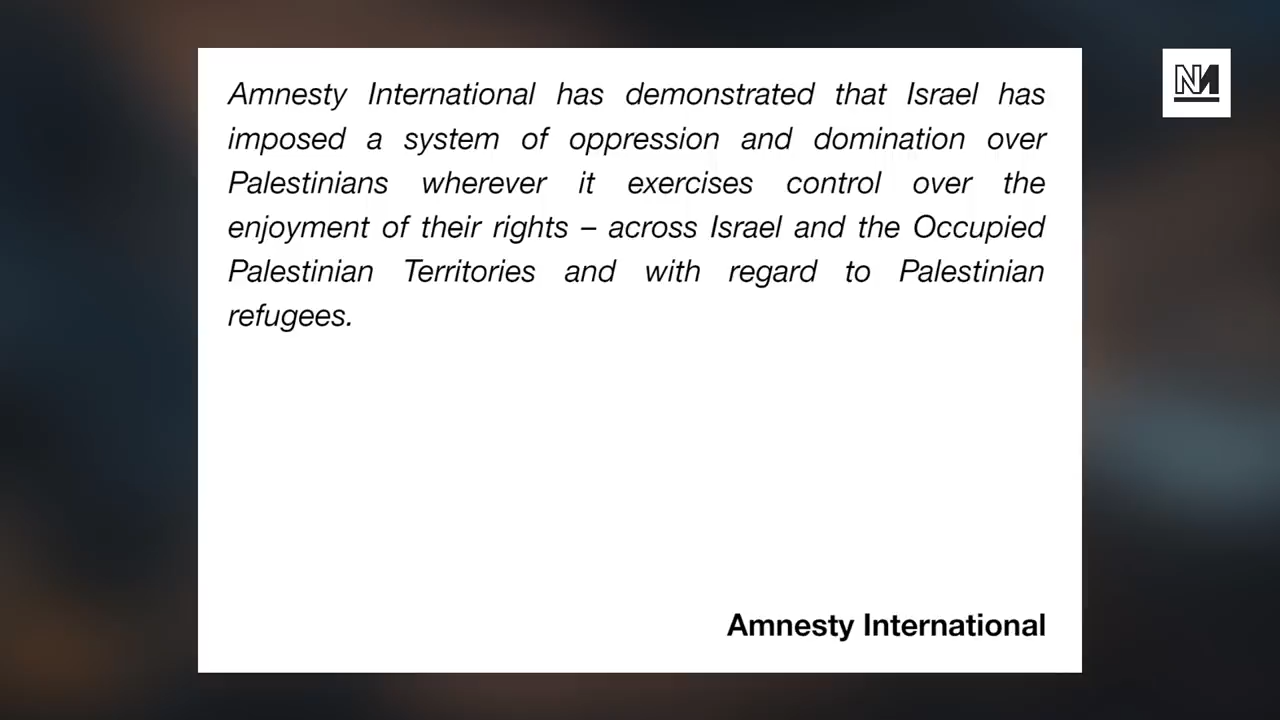 Amnesty International has demonstrated that Israel has
imposed a system of oppression and domination over
Palestinians wherever it exercises control over the
enjoyment of their rights – across Israel and the Occupied
Palestinian Territories and with regard to Palestinian
refugees.
Amnesty International
NM